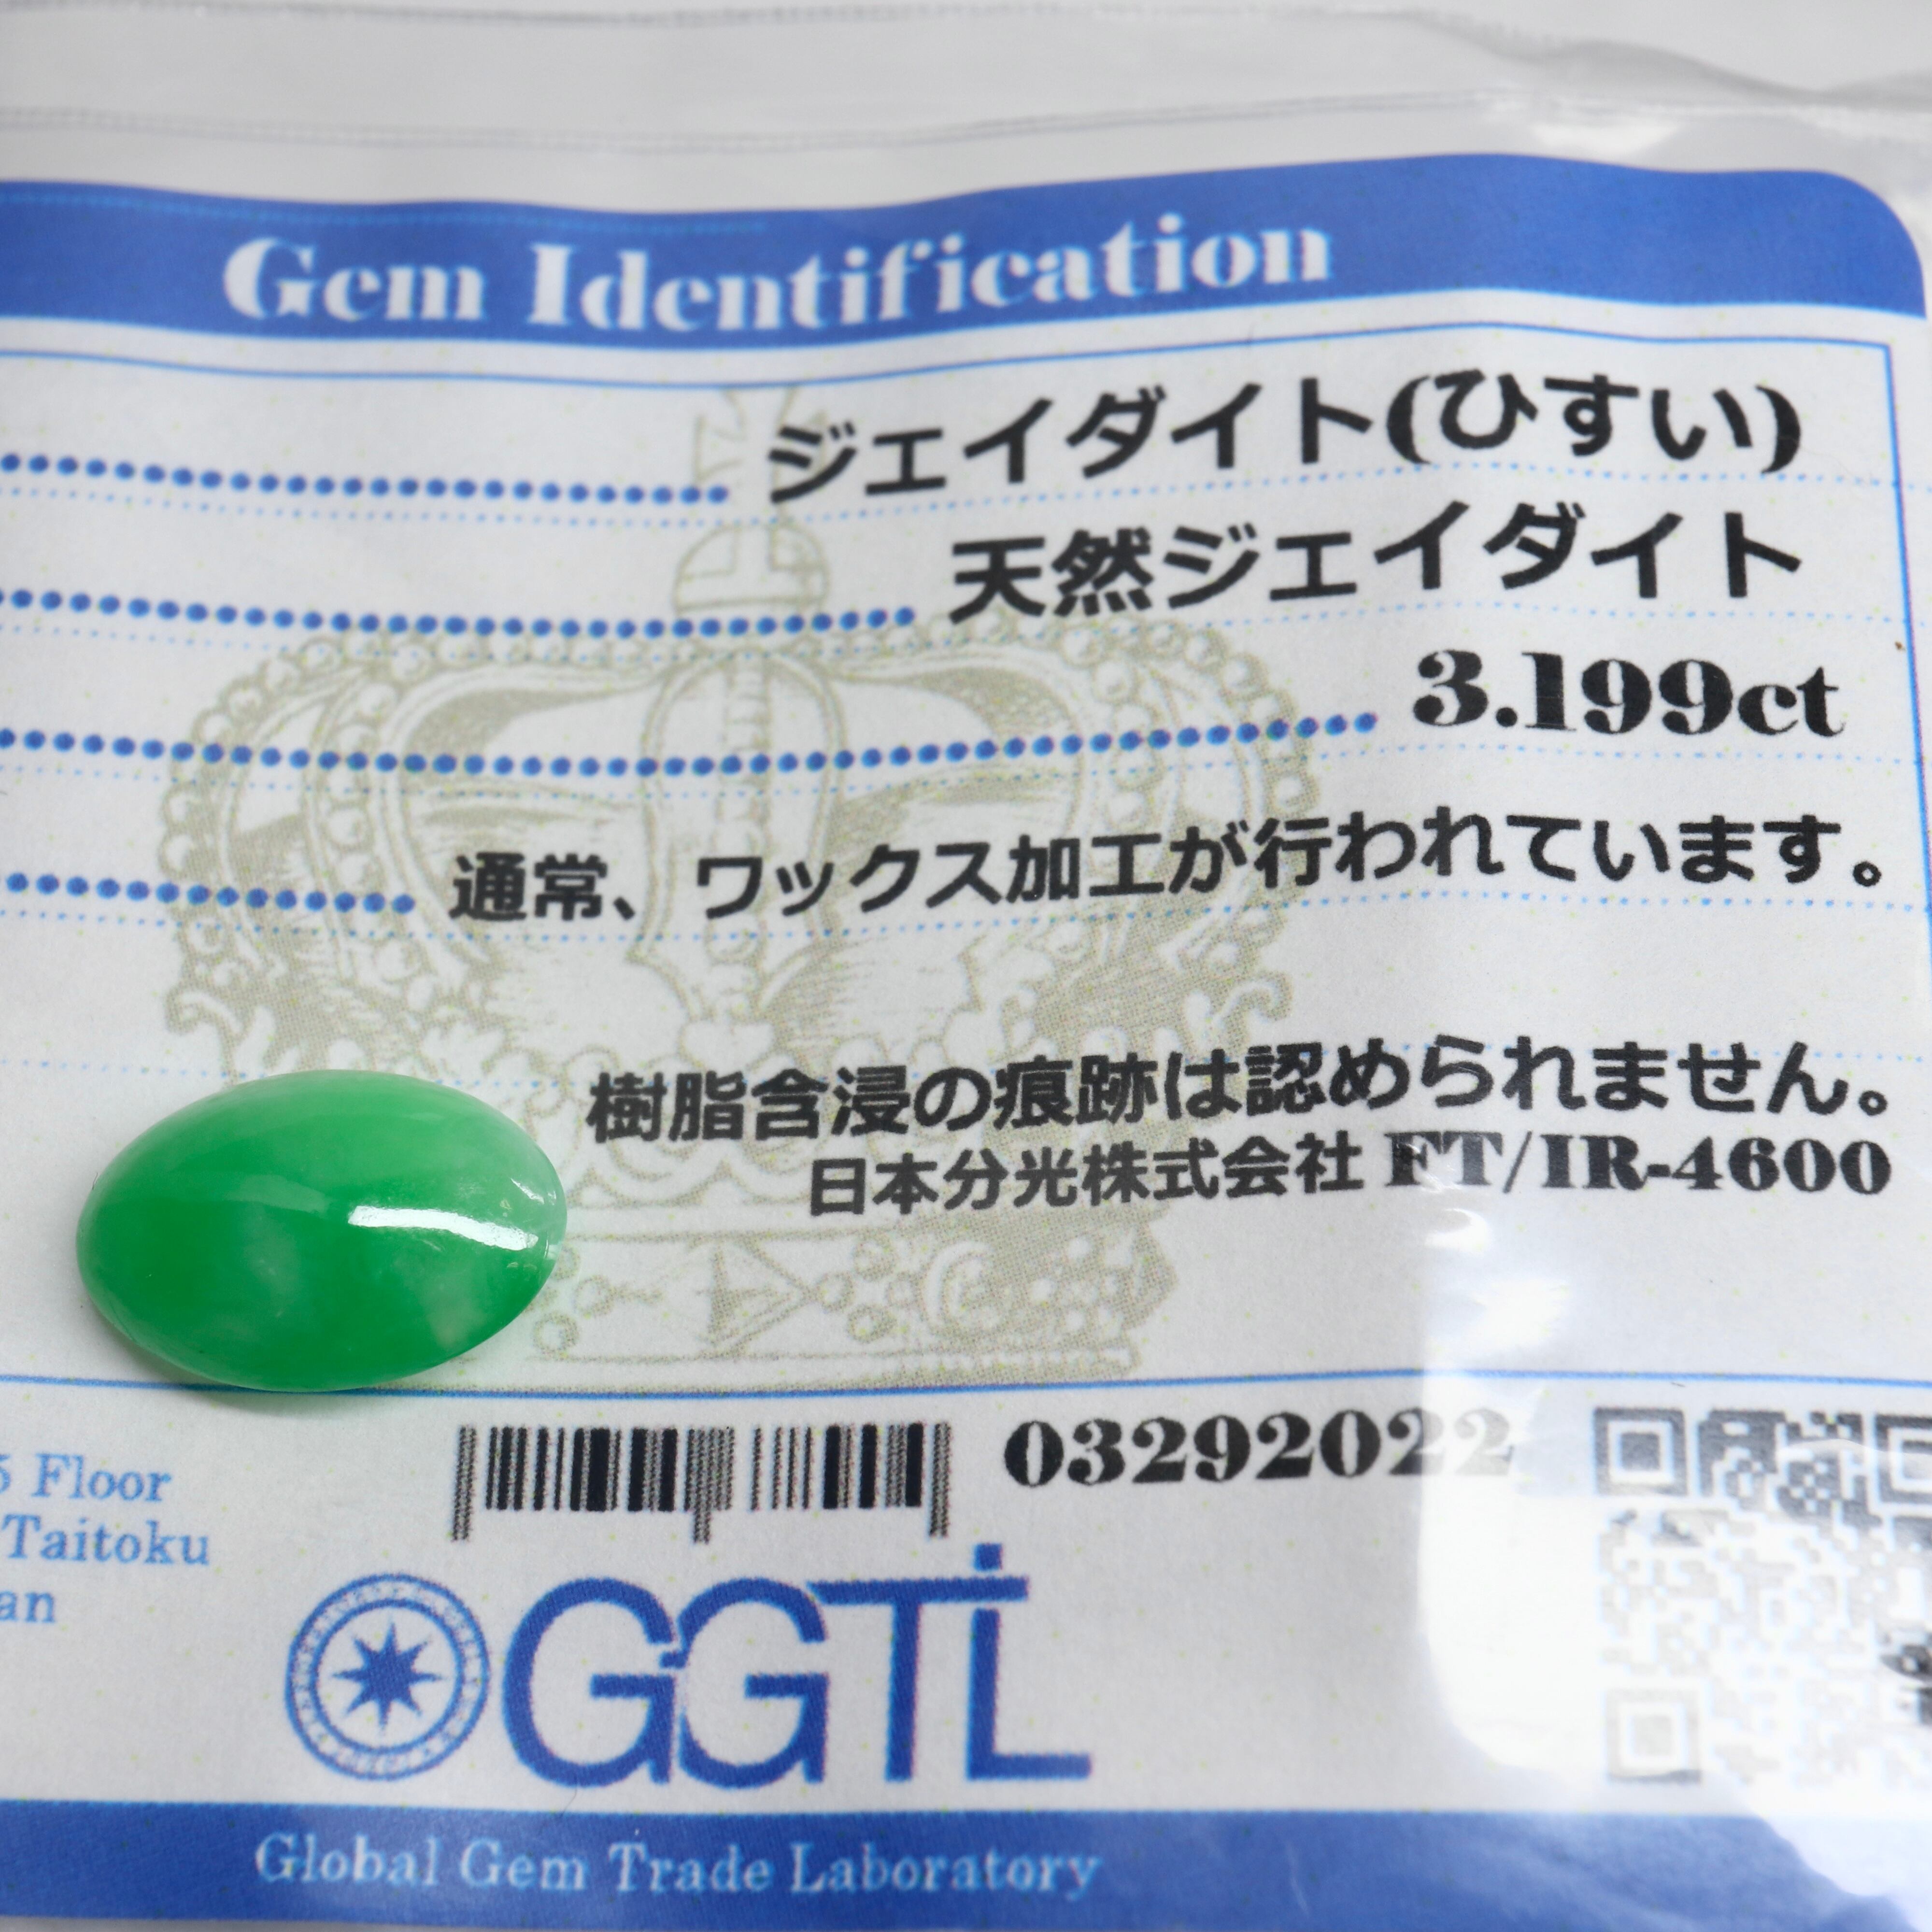 Gem Identification
ジェイダイト(ひすい)
天然ジェイダイト
3.199ct
通常、ワックス加工が行われています。
樹脂含浸の痕跡は認められません。
日本分光株式会社 FT/IR-4600
03292022
Floor
Taitoku
GGTL
Global Gem Trade Laboratory